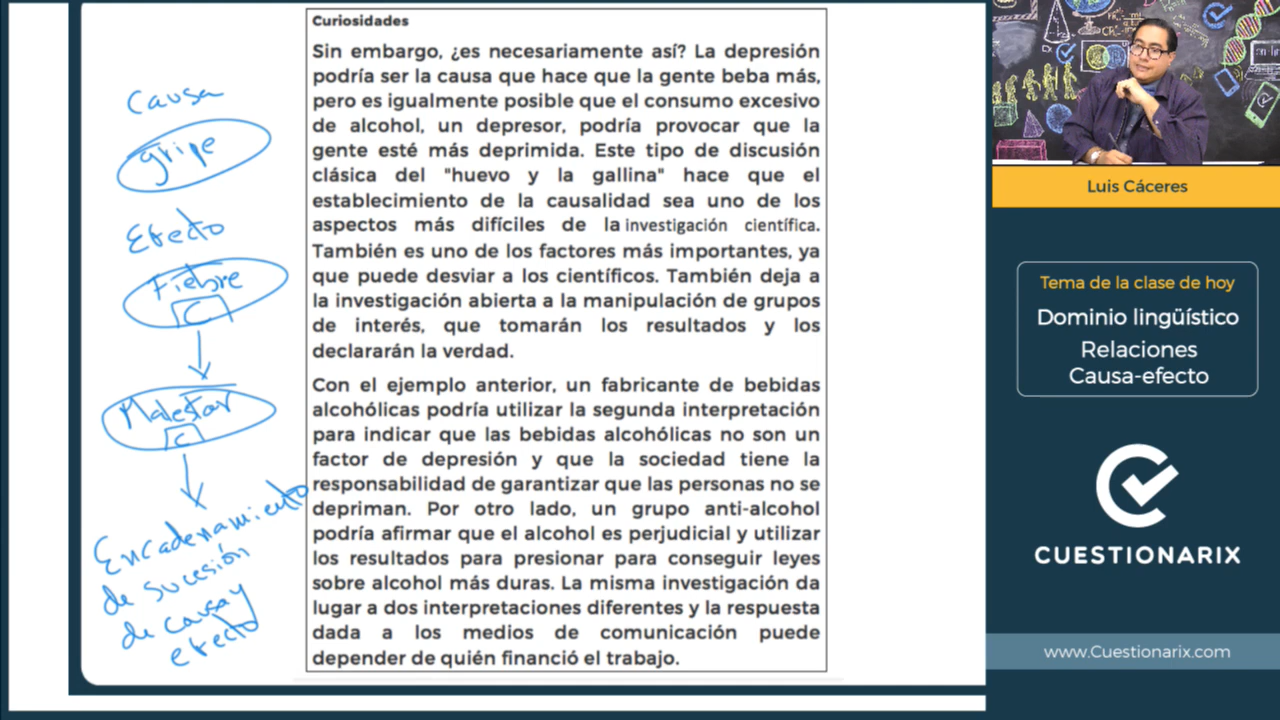 Causa
gripe
Efecto
Fiebre
C
Malestar
C
Encadenamiento
de sucesión
de causa y
efecto
Curiosidades
Sin embargo, ¿es necesariamente así? La depresión
podría ser la causa que hace que la gente beba más,
pero es igualmente posible que el consumo excesivo
de alcohol, un depresor, podría provocar que la
gente esté más deprimida. Este tipo de discusión
clásica del "huevo y la gallina" hace que el
establecimiento de la causalidad sea uno de los
aspectos más difíciles de la investigación científica.
También es uno de los factores más importantes, ya
que puede desviar a los científicos. También deja a
la investigación abierta a la manipulación de grupos
de interés, que tomarán los resultados y los
declararán la verdad.
Con el ejemplo anterior, un fabricante de bebidas
alcohólicas podría utilizar la segunda interpretación
para indicar que las bebidas alcohólicas no son un
factor de depresión y que la sociedad tiene la
responsabilidad de garantizar que las personas no se
depriman. Por otro lado, un grupo anti-alcohol
podría afirmar que el alcohol es perjudicial y utilizar
los resultados para presionar para conseguir leyes
sobre alcohol más duras. La misma investigación da
lugar a dos interpretaciones diferentes y la respuesta
dada a los medios de comunicación puede
depender de quién financió el trabajo.
Luis Cáceres
Tema de la clase de hoy
Dominio lingüístico
Relaciones
Causa-efecto
CUESTIONARIX
www.Cuestionarix.com